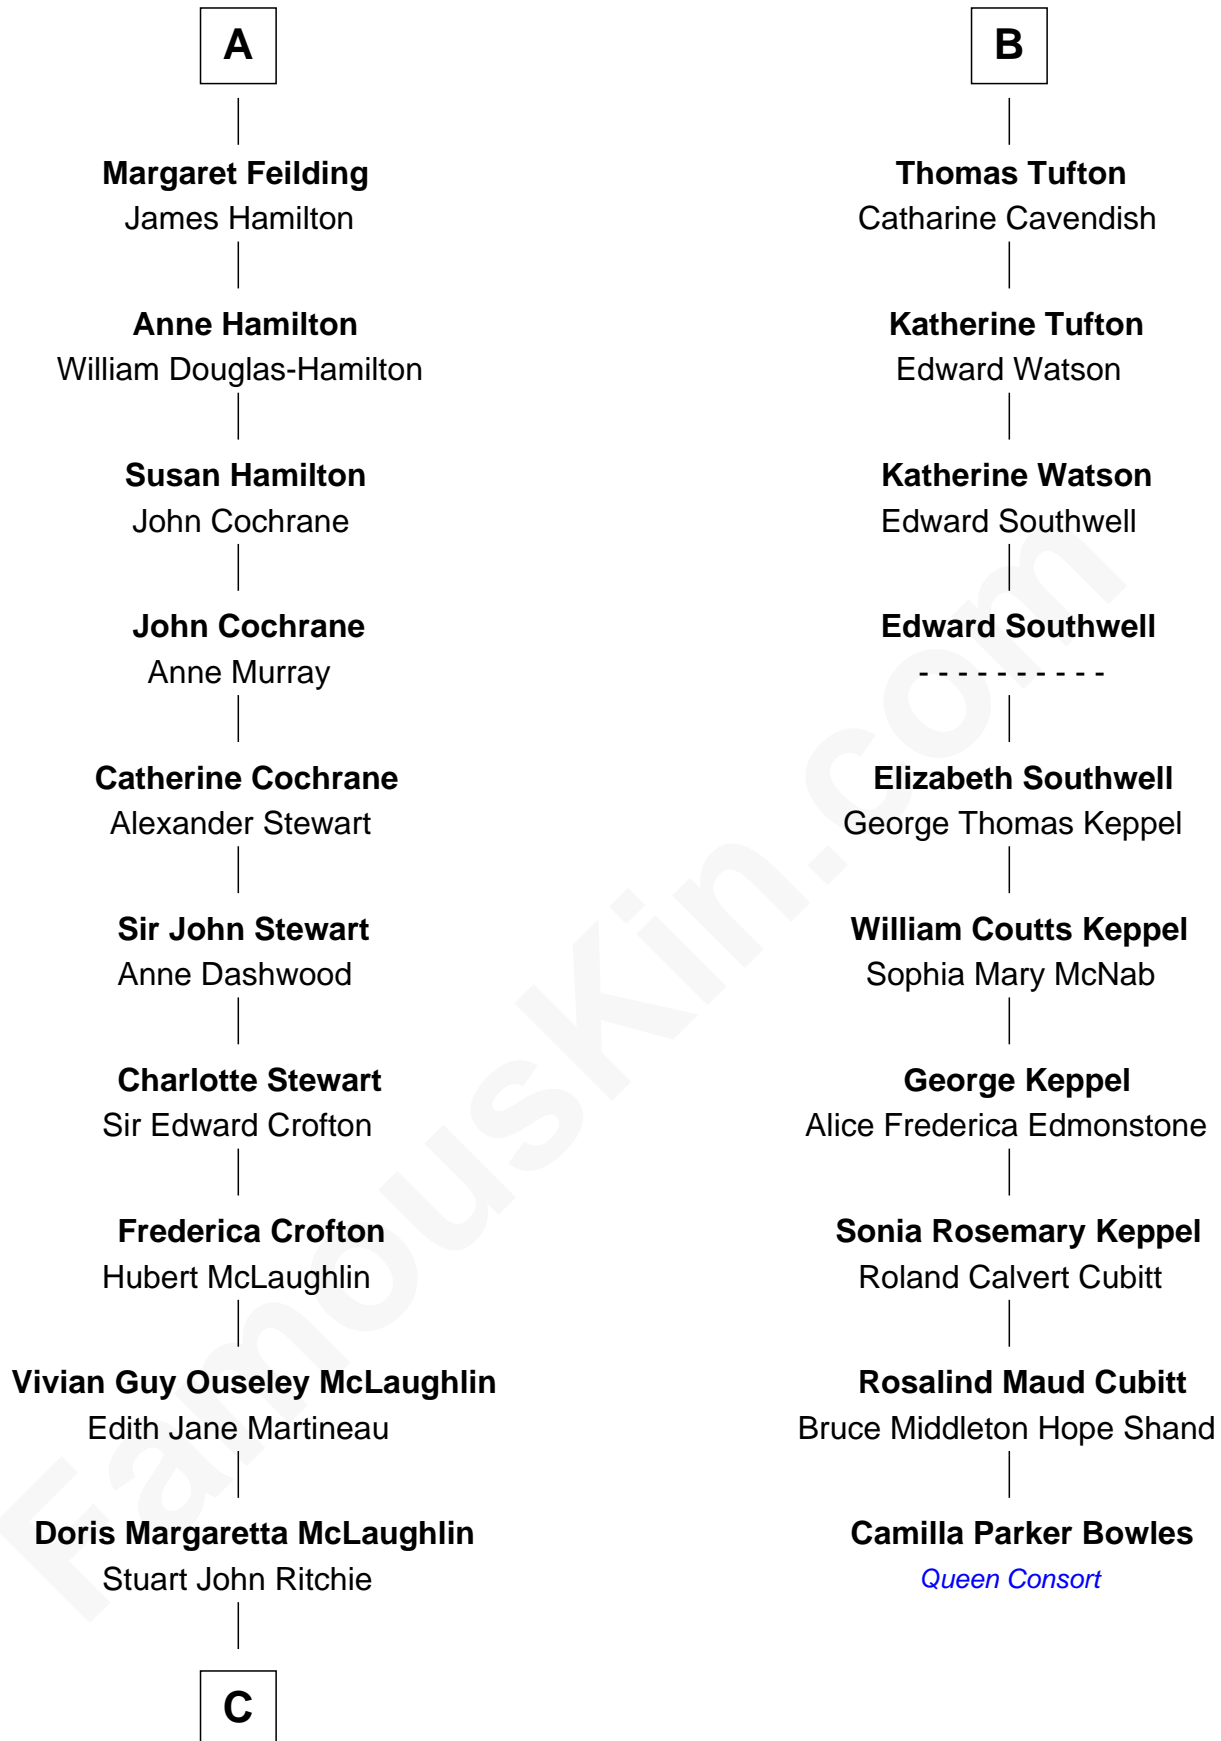 A
Margaret Feilding
James Hamilton
Anne Hamilton
William Douglas-Hamilton
Susan Hamilton
John Cochrane
John Cochrane
Anne Murray
Catherine Cochrane
Alexander Stewart
Sir John Stewart
Anne Dashwood
Charlotte Stewart
Sir Edward Crofton
Frederica Crofton
Hubert McLaughlin
Vivian Guy Ouseley McLaughlin
Edith Jane Martineau
Doris Margaretta McLaughlin
Stuart John Ritchie
C
B
Thomas Tufton
Catharine Cavendish
Katherine Tufton
Edward Watson
Katherine Watson
Edward Southwell
Edward Southwell
- - - - - - - - - -
Elizabeth Southwell
George Thomas Keppel
William Coutts Keppel
Sophia Mary McNab
George Keppel
Alice Frederica Edmonstone
Sonia Rosemary Keppel
Roland Calvert Cubitt
Rosalind Maud Cubitt
Bruce Middleton Hope Shand
Camilla Parker Bowles
Queen Consort
FamousKin.com